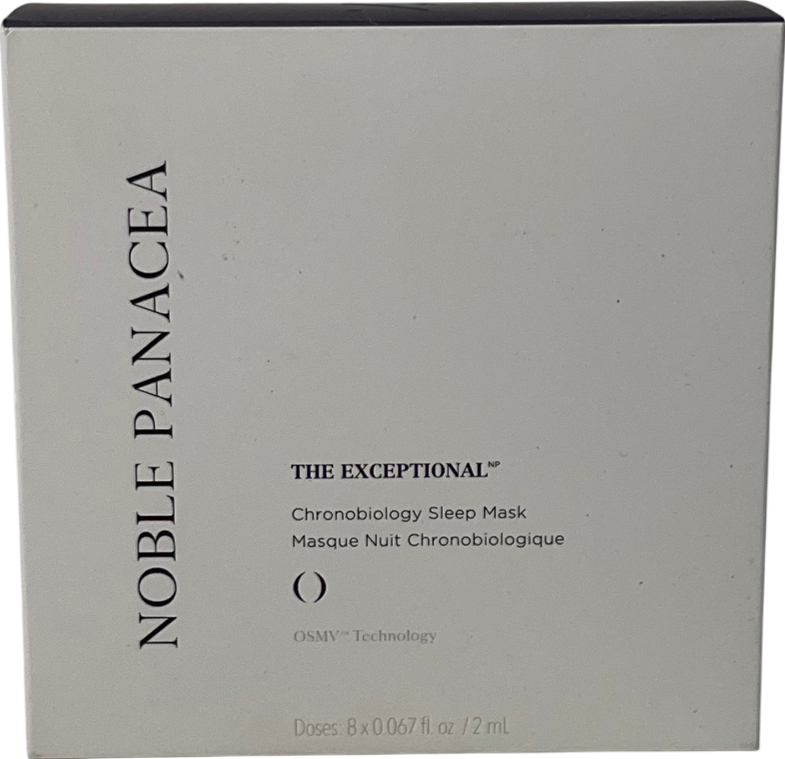 NOBLE PANACEA
THE EXCEPTIONAL NP
Chronobiology Sleep Mask
Masque Nuit Chronobiologique
()
OSMV™ Technology
Doses: 8 x 0.067 fl. oz / 2 mL